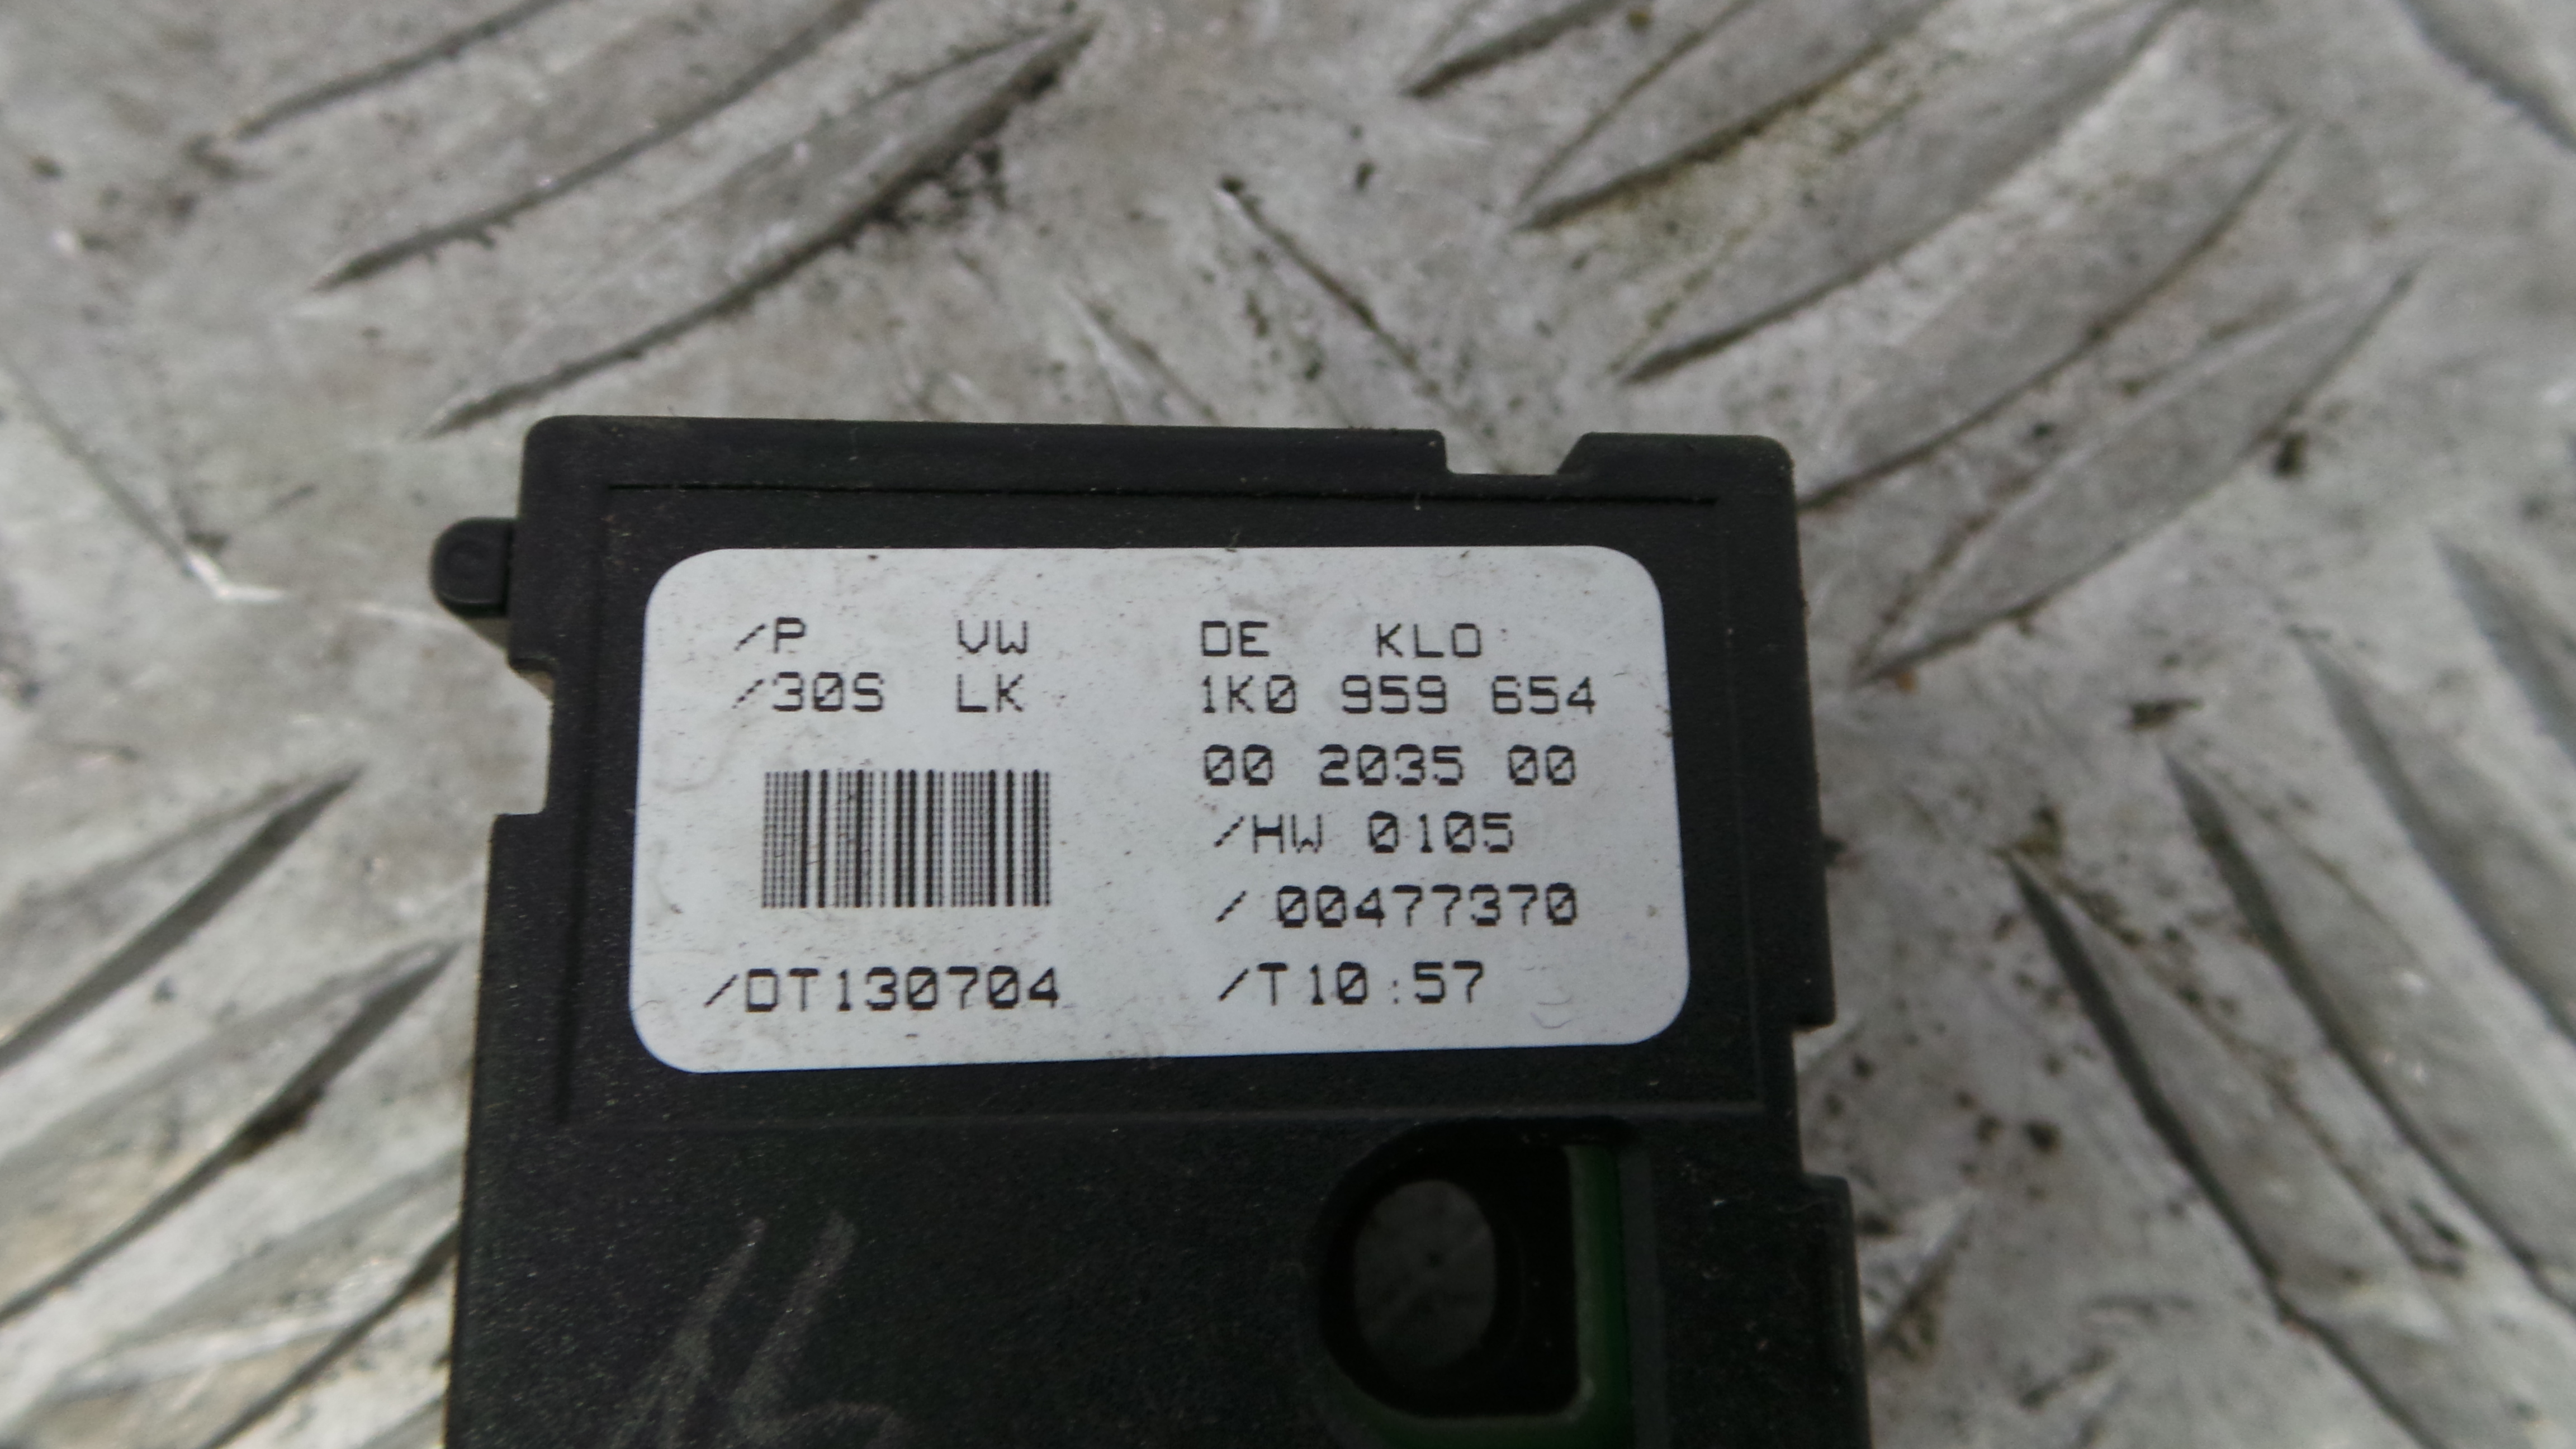 /P VW DE KLO
/30S LK 1K0 959 654
00 2035 00
/HW 0105
/ 00477370
/DT130704 /T10:57